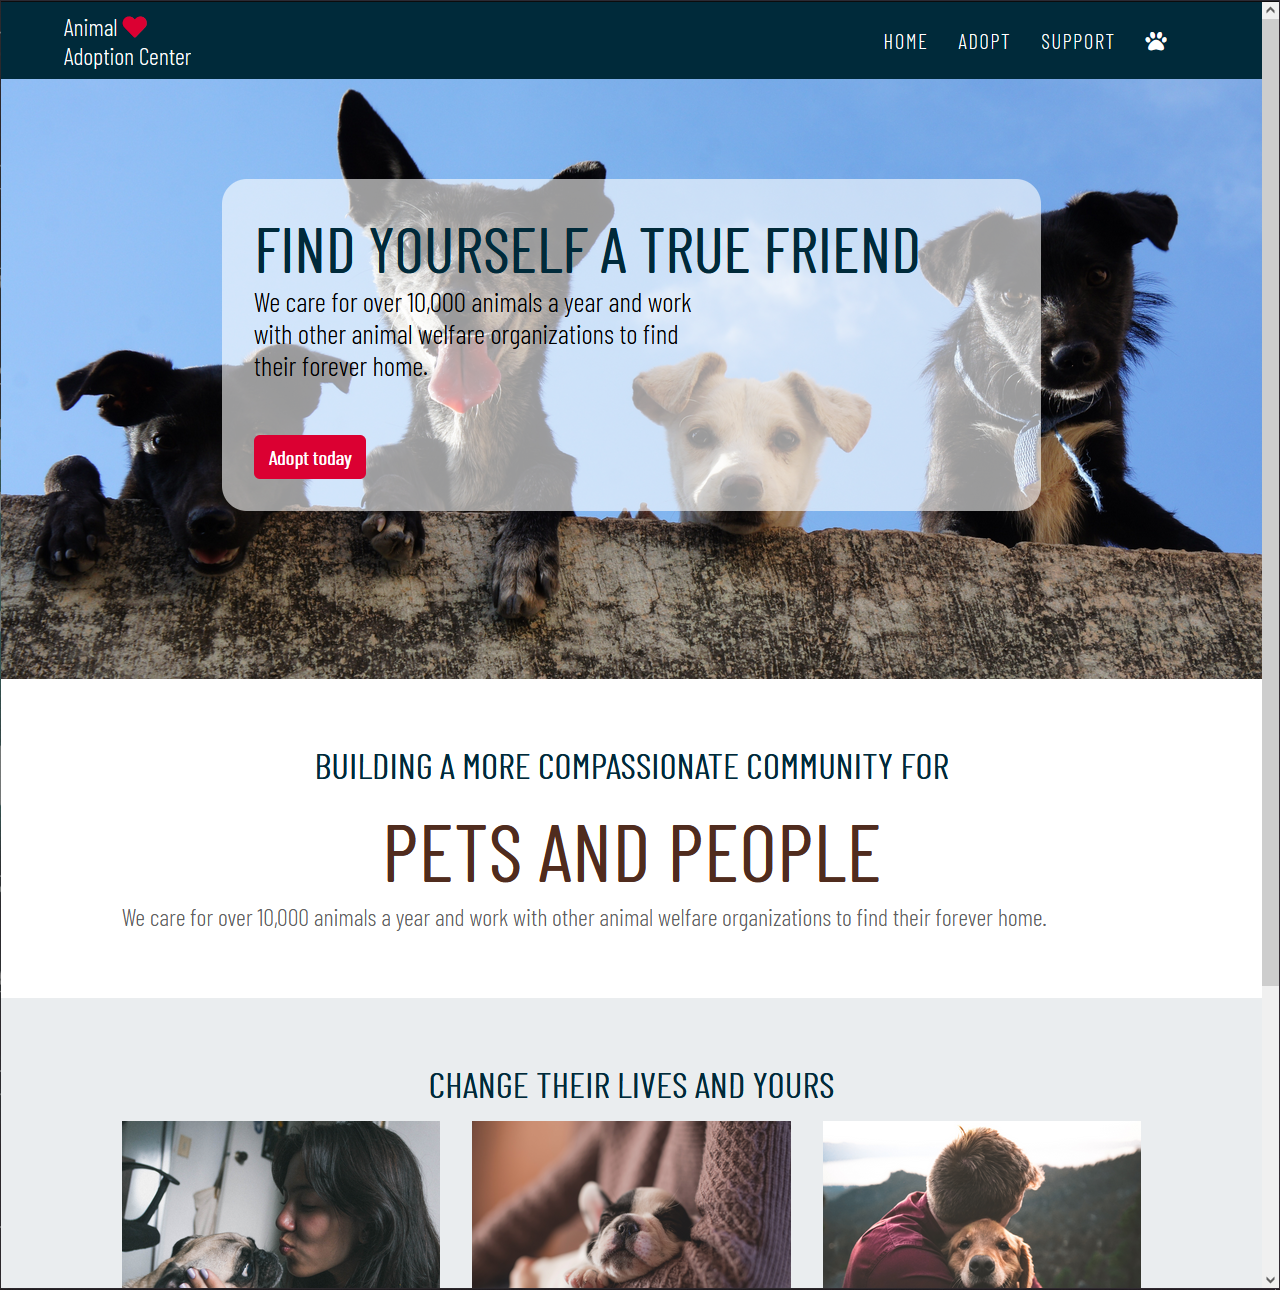 Animal
Adoption Center
HOME ADOPT SUPPORT
FIND YOURSELF A TRUE FRIEND
We care for over 10,000 animals a year and work
with other animal welfare organizations to find
their forever home.
Adopt today
BUILDING A MORE COMPASSIONATE COMMUNITY FOR
PETS AND PEOPLE
We care for over 10,000 animals a year and work with other animal welfare organizations to find their forever home.
CHANGE THEIR LIVES AND YOURS